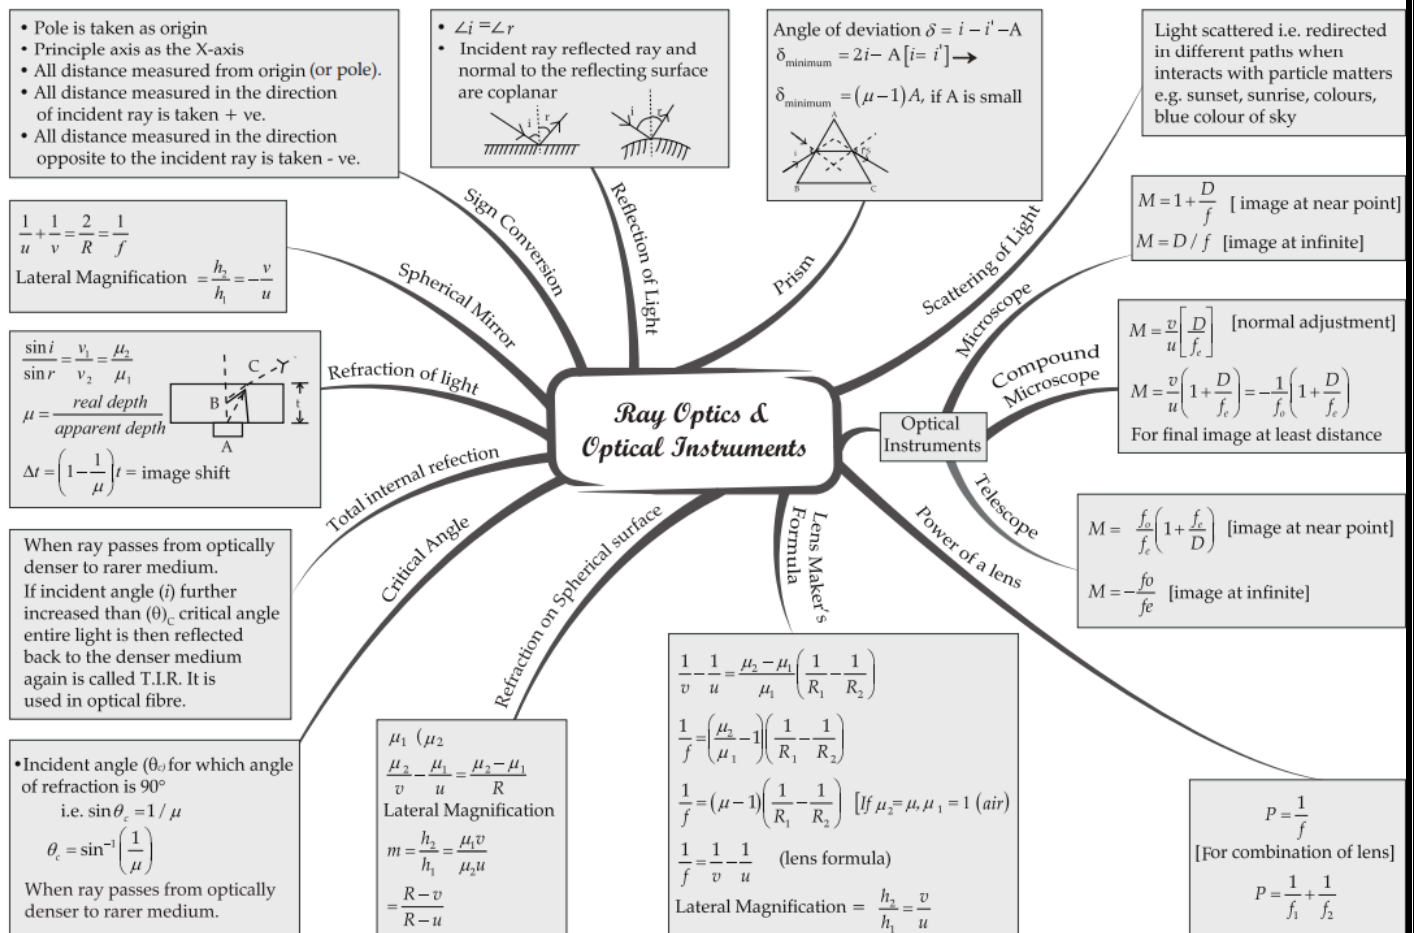 • Pole is taken as origin
• Principle axis as the X-axis
• All distance measured from origin (or pole).
• All distance measured in the direction
of incident ray is taken + ve.
• All distance measured in the direction
opposite to the incident ray is taken - ve.
Sign Conversion
• ∠i = ∠r
• Incident ray reflected ray and
normal to the reflecting surface
are coplanar
i r
i r
Reflection of Light
Angle of deviation δ = i − i' −A
δ minimum = 2i− A [i= i'] →
δ minimum = (μ−1) A, if A is small
A
i
B C
Prism
Light scattered i.e. redirected
in different paths when
interacts with particle matters
e.g. sunset, sunrise, colours,
blue colour of sky
Scattering of Light
1/u + 1/v = 2/R = 1/f
Lateral Magnification = h₂/h₁ = −v/u
Spherical Mirror
M = 1 + D/f [ image at near point]
M = D / f [image at infinite]
Microscope
sin i/sin r = v₁/v₂ = μ₂/μ₁
μ = real depth/apparent depth
Δt = (1 − 1/μ) t = image shift
C
B
t
A
Refraction of light
M = v/u [D/fₑ] [normal adjustment]
M = v/u (1 + D/fₑ) = −1/fₒ (1 + D/fₑ)
For final image at least distance
Compound
Microscope
Ray Optics &
Optical Instruments
Optical
Instruments
Total internal refection
When ray passes from optically
denser to rarer medium.
If incident angle (i) further
increased than (θ)C critical angle
entire light is then reflected
back to the denser medium
again is called T.I.R. It is
used in optical fibre.
Telescope
M = fₒ/fₑ (1 + fₑ/D) [image at near point]
M = −fo/fe [image at infinite]
Critical Angle
• Incident angle (θc) for which angle
of refraction is 90°
i.e. sin θc = 1 / μ
θc = sin⁻¹ (1/μ)
When ray passes from optically
denser to rarer medium.
Refraction on Spherical surface
μ₁ (μ₂
μ₂/v − μ₁/u = μ₂ − μ₁/R
Lateral Magnification
m = h₂/h₁ = μ₁v/μ₂u
= R − v/R − u
Lens Maker's
Formula
1/v − 1/u = μ₂ − μ₁/μ₁ (1/R₁ − 1/R₂)
1/f = (μ₂/μ₁ − 1)(1/R₁ − 1/R₂)
1/f = (μ − 1)(1/R₁ − 1/R₂) [If μ₂= μ, μ₁ = 1 (air)
1/f = 1/v − 1/u (lens formula)
Lateral Magnification = h₂/h₁ = v/u
Power of a lens
P = 1/f
[For combination of lens]
P = 1/f₁ + 1/f₂